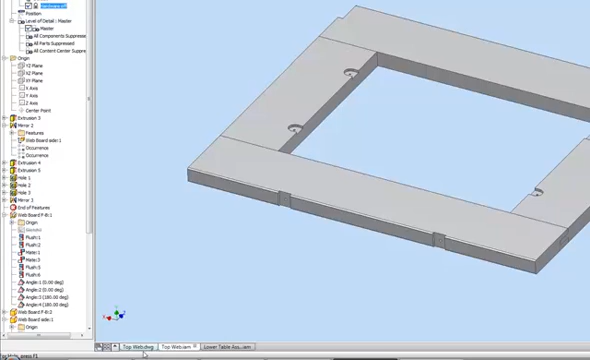 Hardware off
Position
Level of Detail : Master
Master
All Components Suppressed
All Parts Suppressed
All Content Center Suppre
Origin
YZ Plane
XZ Plane
XY Plane
X Axis
Y Axis
Z Axis
Center Point
Extrusion 3
Mirror 2
Features
Web Board side:1
Occurrence
Occurrence
Extrusion 4
Extrusion 5
Hole 1
Hole 2
Hole 3
Mirror 3
End of Features
Web Board F-B:1
Origin
Flush:1
Flush:2
Mate:1
Mate:3
Flush:5
Flush:6
Angle:1 (0.00 deg)
Angle:2 (0.00 deg)
Angle:3 (180.00 deg)
Angle:4 (180.00 deg)
Web Board F-B:2
Web Board side:1
Origin
Top Web.dwg
Top Web.iam
Lower Table Ass...iam